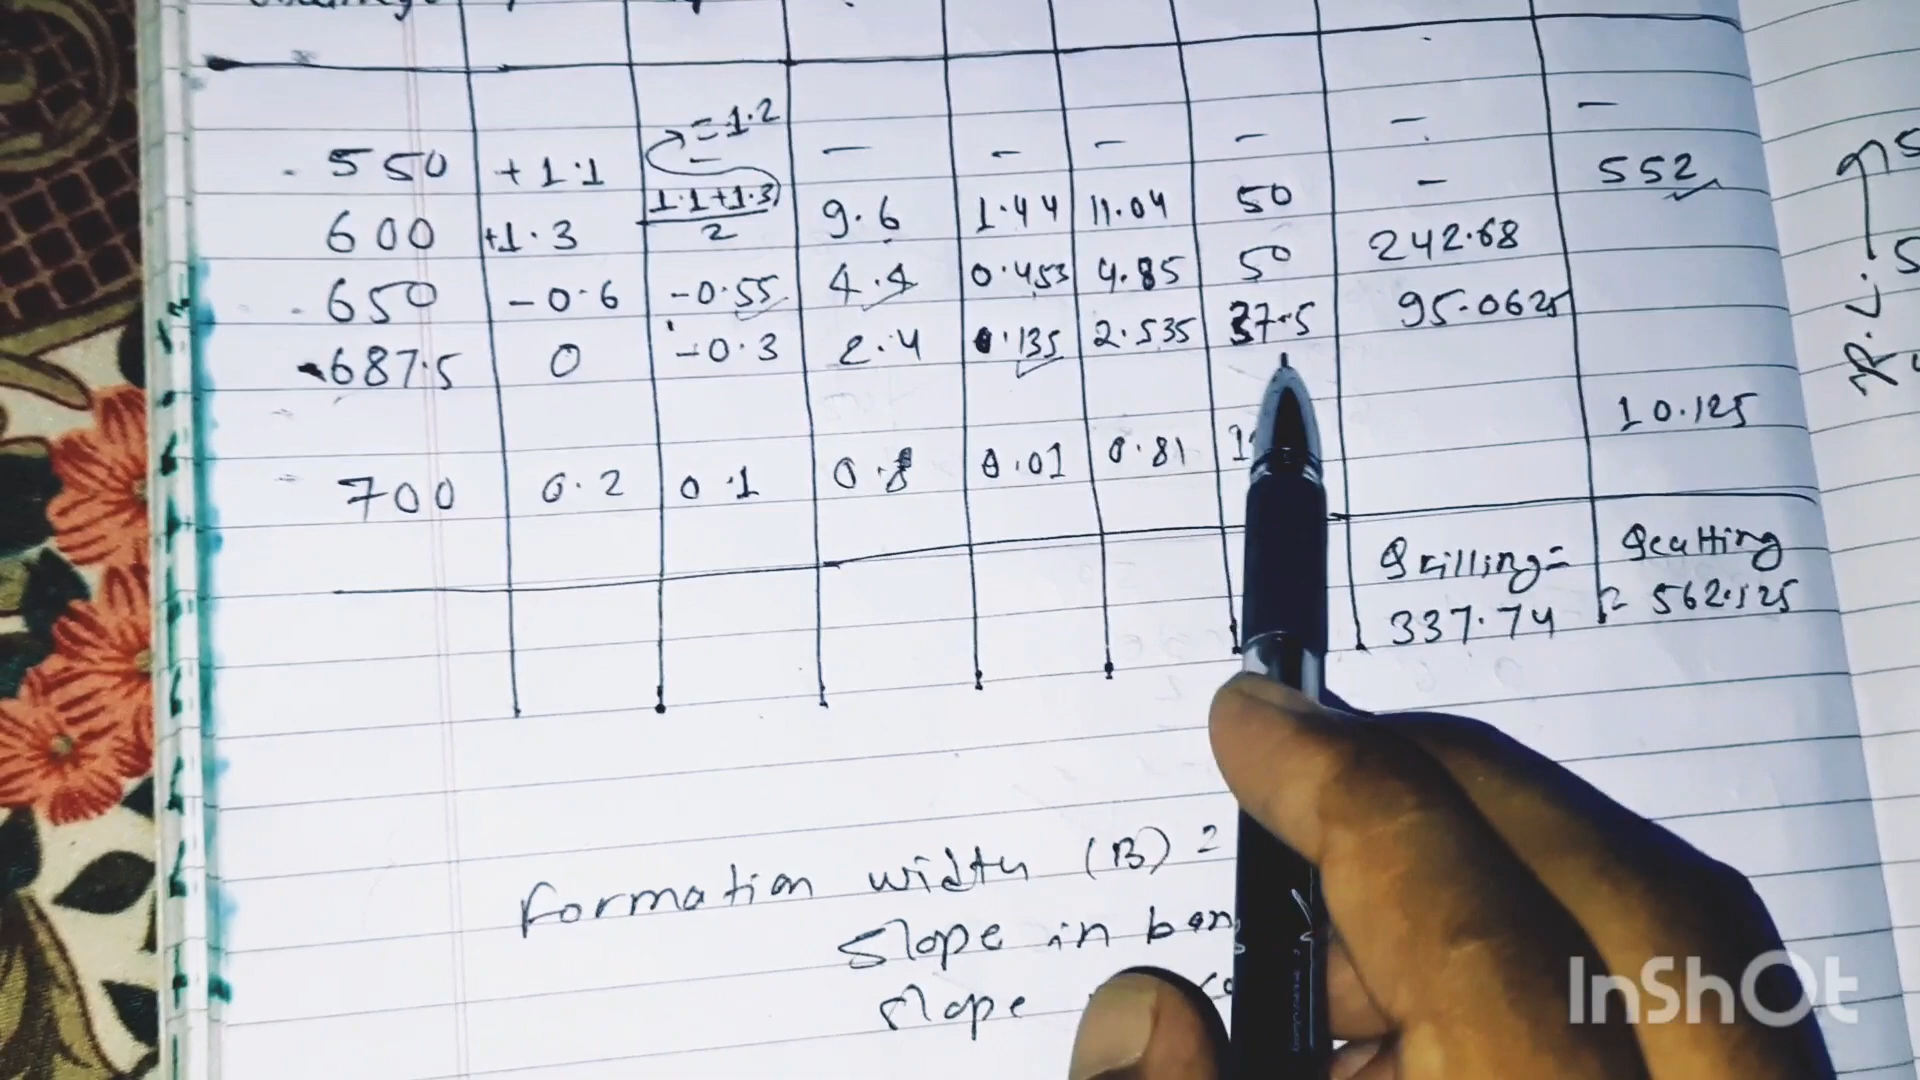 = 1.2
550 +1.1 – – – – – – –
600 +1.3 1.1+1.3/2 9.6 1.44 11.04 50 – 552
650 -0.6 -0.55 4.4 0.453 4.85 50 242.68
687.5 0 -0.3 2.4 0.135 2.535 37.5 95.0625
700 0.2 0.1 0.8 0.01 0.81 10.125
337.74 = 562.125
Formation width (B) =
Slope in ban
Slope
R.L.
InShOt